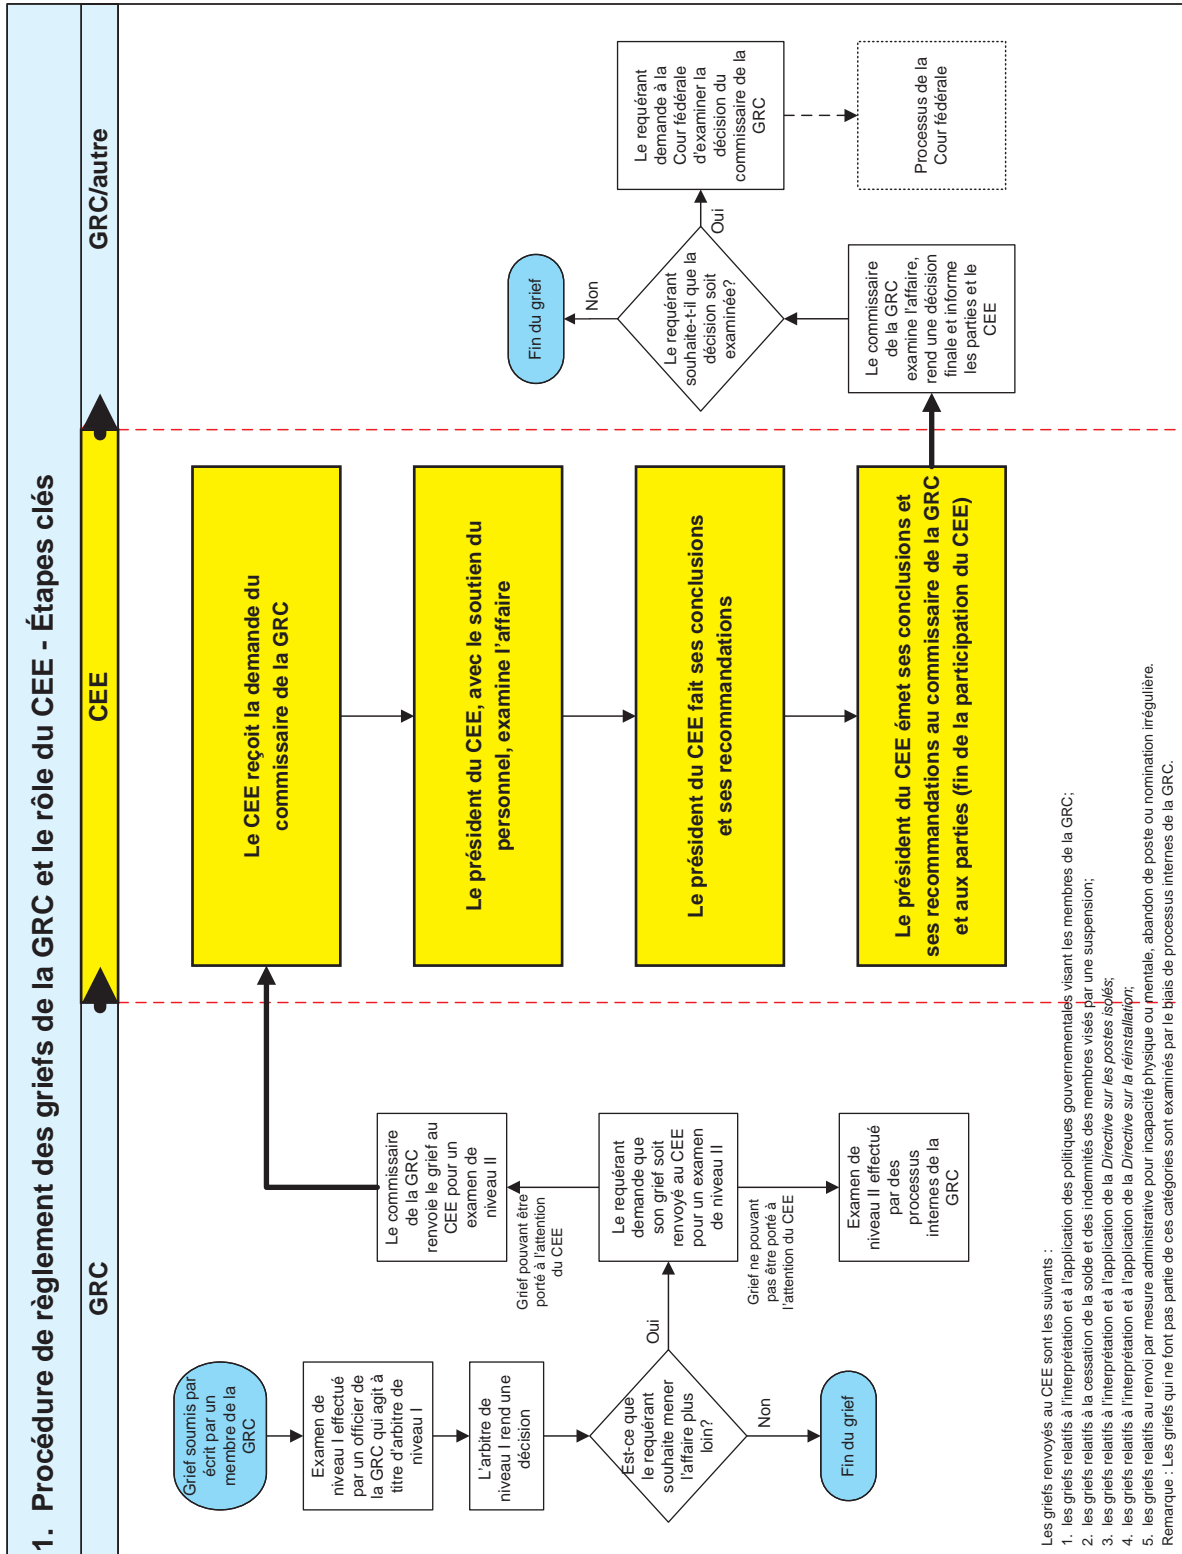 1. Procédure de règlement des griefs de la GRC et le rôle du CEE - Étapes clés
GRC
CEE
GRC/autre
Grief soumis par
écrit par un
membre de la
GRC
Examen de
niveau I effectué
par un officier de
la GRC qui agit à
titre d'arbitre de
niveau I
L'arbitre de
niveau I rend une
décision
Est-ce que
le requérant
souhaite mener
l'affaire plus
loin?
Oui
Non
Fin du grief
Le commissaire
de la GRC
renvoie le grief au
CEE pour un
examen de
niveau II
Grief pouvant être
porté à l'attention
du CEE
Le requérant
demande que
son grief soit
renvoyé au CEE
pour un examen
de niveau II
Grief ne pouvant
pas être porté à
l'attention du CEE
Examen de
niveau II effectué
par des
processus
internes de la
GRC
Le CEE reçoit la demande du
commissaire de la GRC
Le président du CEE, avec le soutien du
personnel, examine l'affaire
Le président du CEE fait ses conclusions
et ses recommandations
Le président du CEE émet ses conclusions et
ses recommandations au commissaire de la GRC
et aux parties (fin de la participation du CEE)
Fin du grief
Non
Le requérant
souhaite-t-il que la
décision soit
examinée?
Oui
Le commissaire
de la GRC
examine l'affaire,
rend une décision
finale et informe
les parties et le
CEE
Le requérant
demande à la
Cour fédérale
d'examiner la
décision du
commissaire de la
GRC
Processus de la
Cour fédérale
Les griefs renvoyés au CEE sont les suivants :
1. les griefs relatifs à l'interprétation et à l'application des politiques gouvernementales visant les membres de la GRC;
2. les griefs relatifs à la cessation de la solde et des indemnités des membres visés par une suspension;
3. les griefs relatifs à l'interprétation et à l'application de la Directive sur les postes isolés;
4. les griefs relatifs à l'interprétation et à l'application de la Directive sur la réinstallation;
5. les griefs relatifs au renvoi par mesure administrative pour incapacité physique ou mentale, abandon de poste ou nomination irrégulière.
Remarque : Les griefs qui ne font pas partie de ces catégories sont examinés par le biais de processus internes de la GRC.